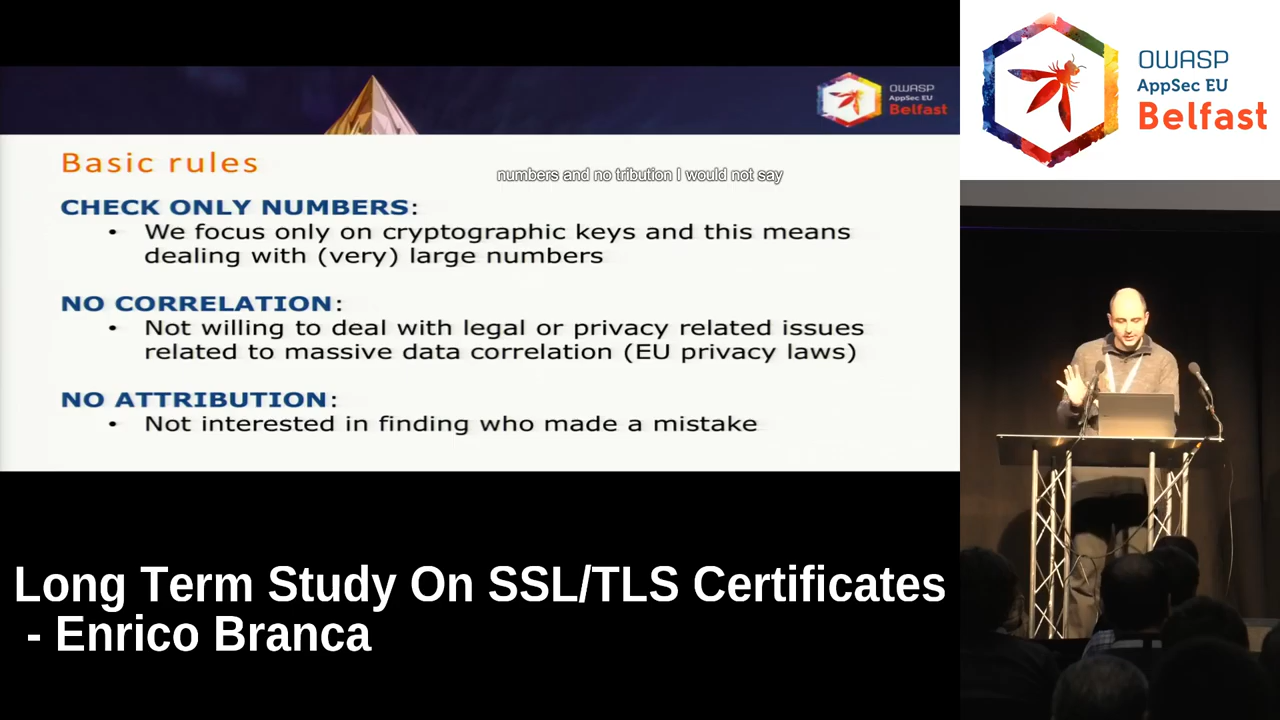 OWASP
AppSec EU
Belfast
Basic rules
numbers and no tribution I would not say
CHECK ONLY NUMBERS:
• We focus only on cryptographic keys and this means
dealing with (very) large numbers
NO CORRELATION:
• Not willing to deal with legal or privacy related issues
related to massive data correlation (EU privacy laws)
NO ATTRIBUTION:
• Not interested in finding who made a mistake
Long Term Study On SSL/TLS Certificates
- Enrico Branca
OWASP
AppSec EU
Belfast